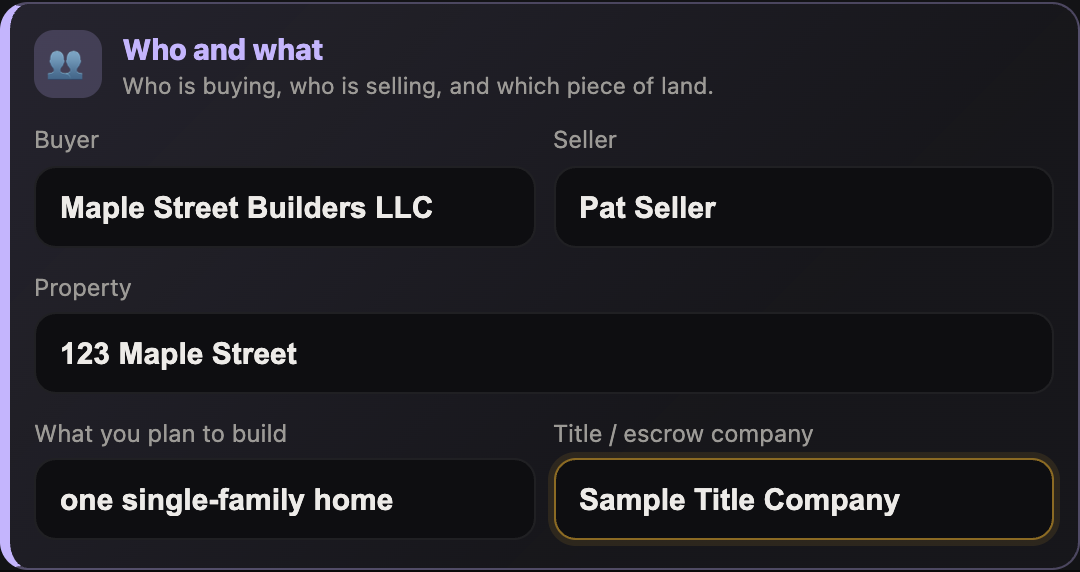 Who and what
Who is buying, who is selling, and which piece of land.
Buyer
Seller
Maple Street Builders LLC
Pat Seller
Property
123 Maple Street
What you plan to build
Title / escrow company
one single-family home
Sample Title Company